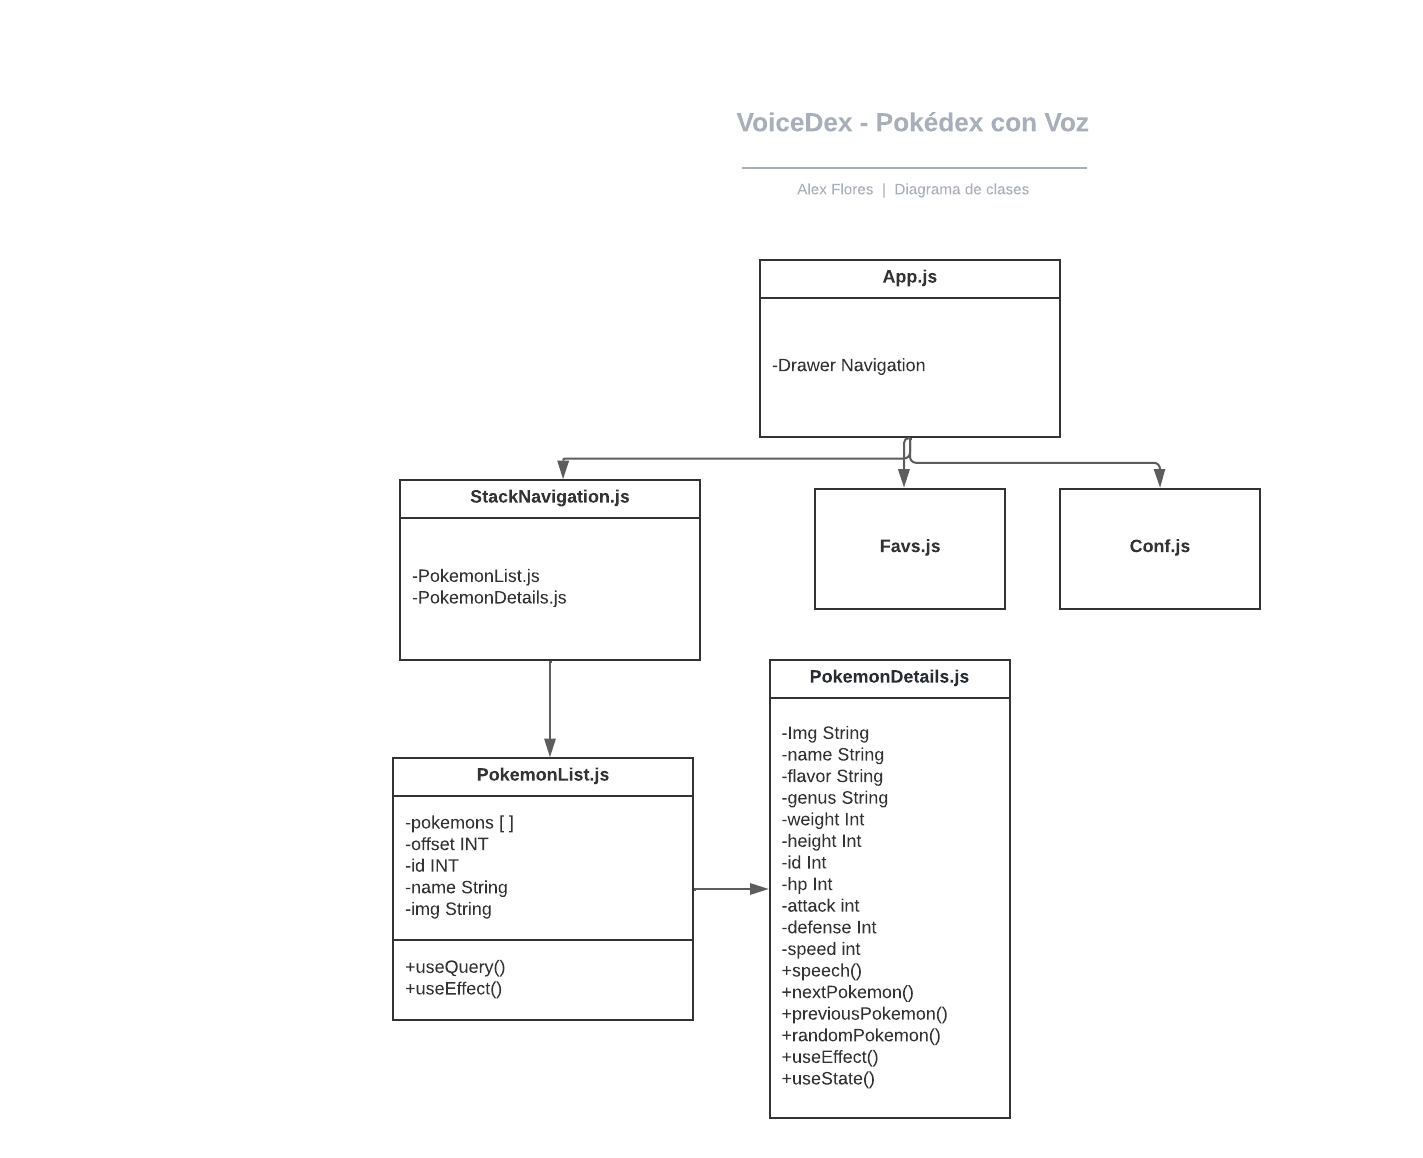 VoiceDex - Pokédex con Voz
Alex Flores | Diagrama de clases
App.js
-Drawer Navigation
StackNavigation.js
-PokemonList.js
-PokemonDetails.js
Favs.js
Conf.js
PokemonList.js
-pokemons [ ]
-offset INT
-id INT
-name String
-img String
+useQuery()
+useEffect()
PokemonDetails.js
-Img String
-name String
-flavor String
-genus String
-weight Int
-height Int
-id Int
-hp Int
-attack int
-defense Int
-speed int
+speech()
+nextPokemon()
+previousPokemon()
+randomPokemon()
+useEffect()
+useState()